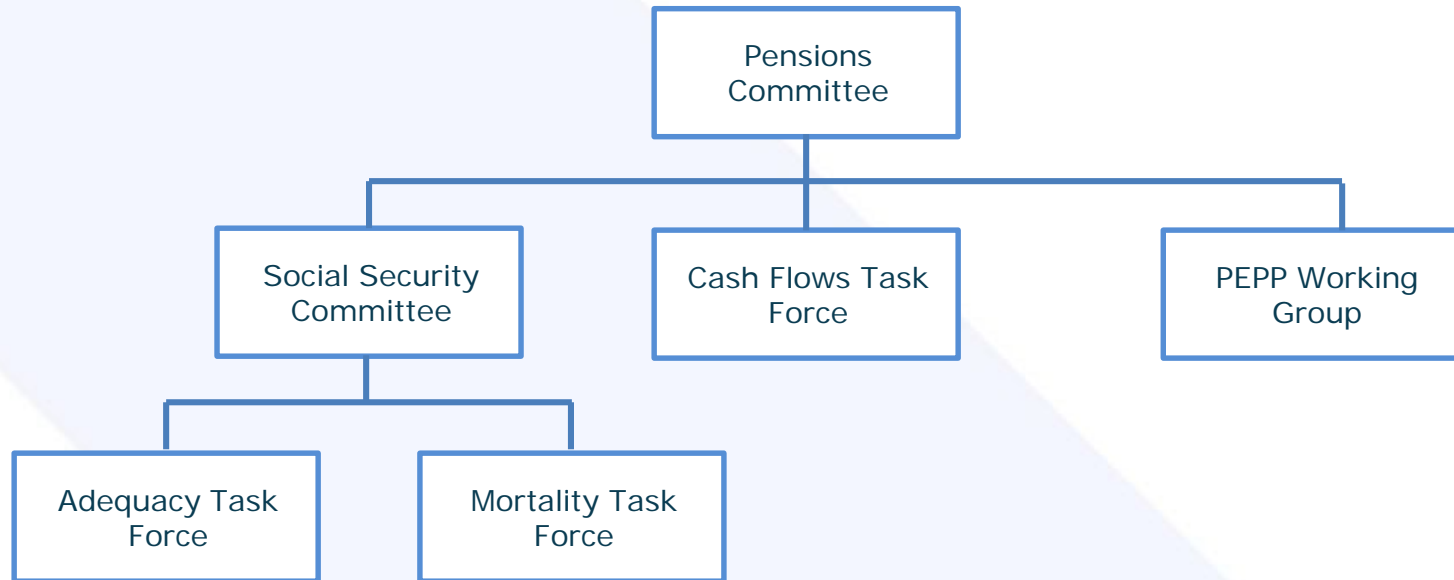 Pensions
Committee
Social Security
Committee
Cash Flows Task
Force
PEPP Working
Group
Adequacy Task
Force
Mortality Task
Force